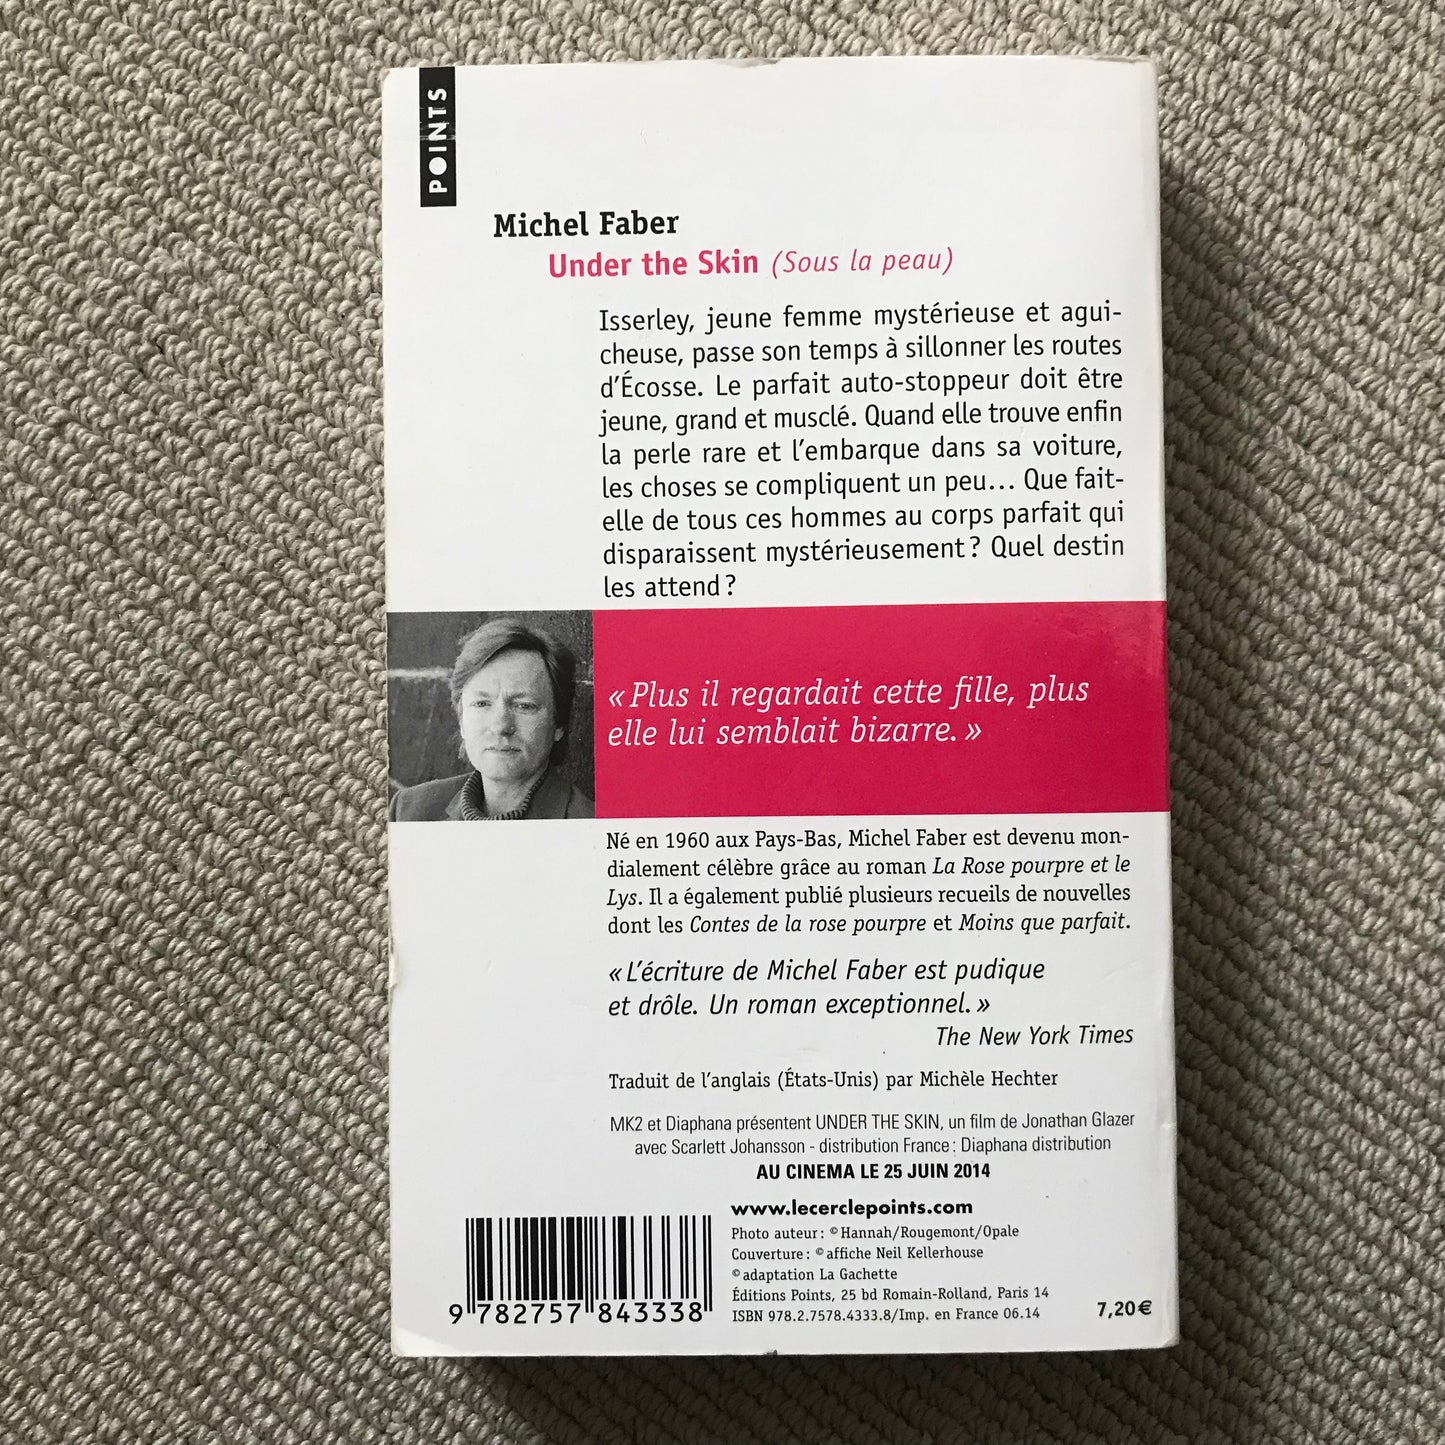 POINTS
Michel Faber
Under the Skin (Sous la peau)
Isserley, jeune femme mystérieuse et agui-
cheuse, passe son temps à sillonner les routes
d'Écosse. Le parfait auto-stoppeur doit être
jeune, grand et musclé. Quand elle trouve enfin
la perle rare et l'embarque dans sa voiture,
les choses se compliquent un peu... Que fait-
elle de tous ces hommes au corps parfait qui
disparaissent mystérieusement ? Quel destin
les attend ?
« Plus il regardait cette fille, plus
elle lui semblait bizarre. »
Né en 1960 aux Pays-Bas, Michel Faber est devenu mon-
dialement célèbre grâce au roman La Rose pourpre et le
Lys. Il a également publié plusieurs recueils de nouvelles
dont les Contes de la rose pourpre et Moins que parfait.
« L'écriture de Michel Faber est pudique
et drôle. Un roman exceptionnel. »
The New York Times
Traduit de l'anglais (États-Unis) par Michèle Hechter
MK2 et Diaphana présentent UNDER THE SKIN, un film de Jonathan Glazer
avec Scarlett Johansson - distribution France : Diaphana distribution
AU CINEMA LE 25 JUIN 2014
www.lecerclepoints.com
Photo auteur : © Hannah/Rougemont/Opale
Couverture : © affiche Neil Kellerhouse
© adaptation La Gachette
Éditions Points, 25 bd Romain-Rolland, Paris 14
ISBN 978.2.7578.4333.8/Imp. en France 06.14
7,20€
9 782757 843338